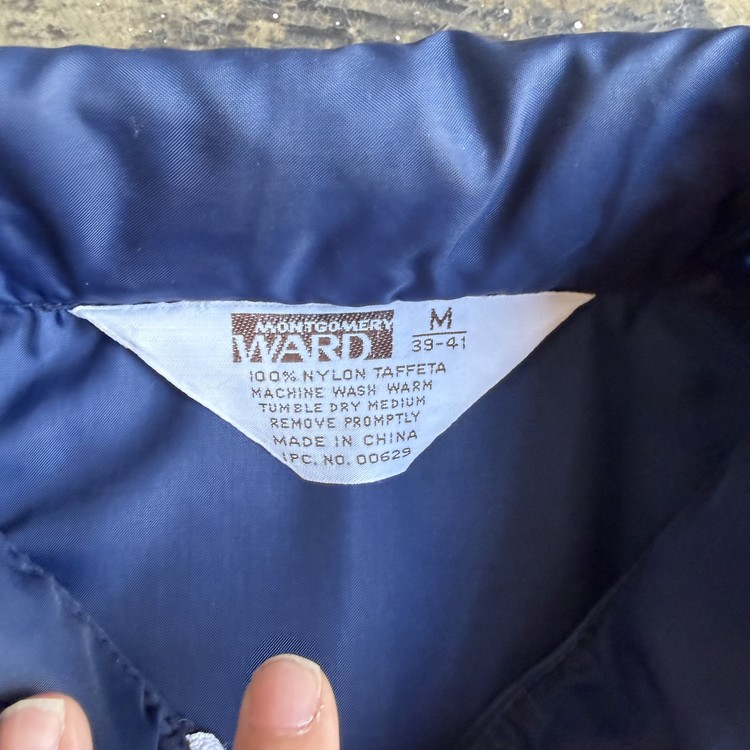 MONTGOMERY
WARD
M
39-41
100% NYLON TAFFETA
MACHINE WASH WARM
TUMBLE DRY MEDIUM
REMOVE PROMPTLY
MADE IN CHINA
IPC. NO. 00629